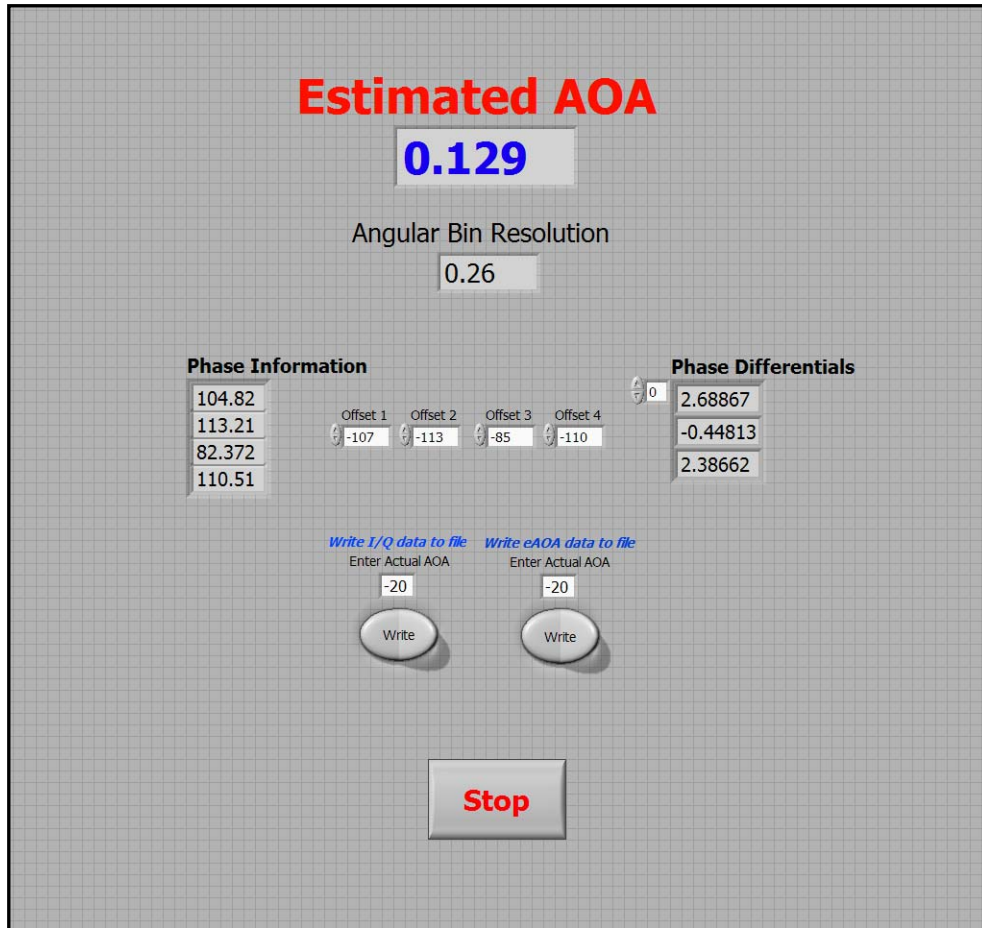 Estimated AOA
0.129
Angular Bin Resolution
0.26
Phase Information
104.82
113.21
82.372
110.51
Offset 1 Offset 2 Offset 3 Offset 4
-107 -113 -85 -110
Phase Differentials
0
2.68867
-0.44813
2.38662
Write I/Q data to file Write eAOA data to file
Enter Actual AOA Enter Actual AOA
-20 -20
Write Write
Stop